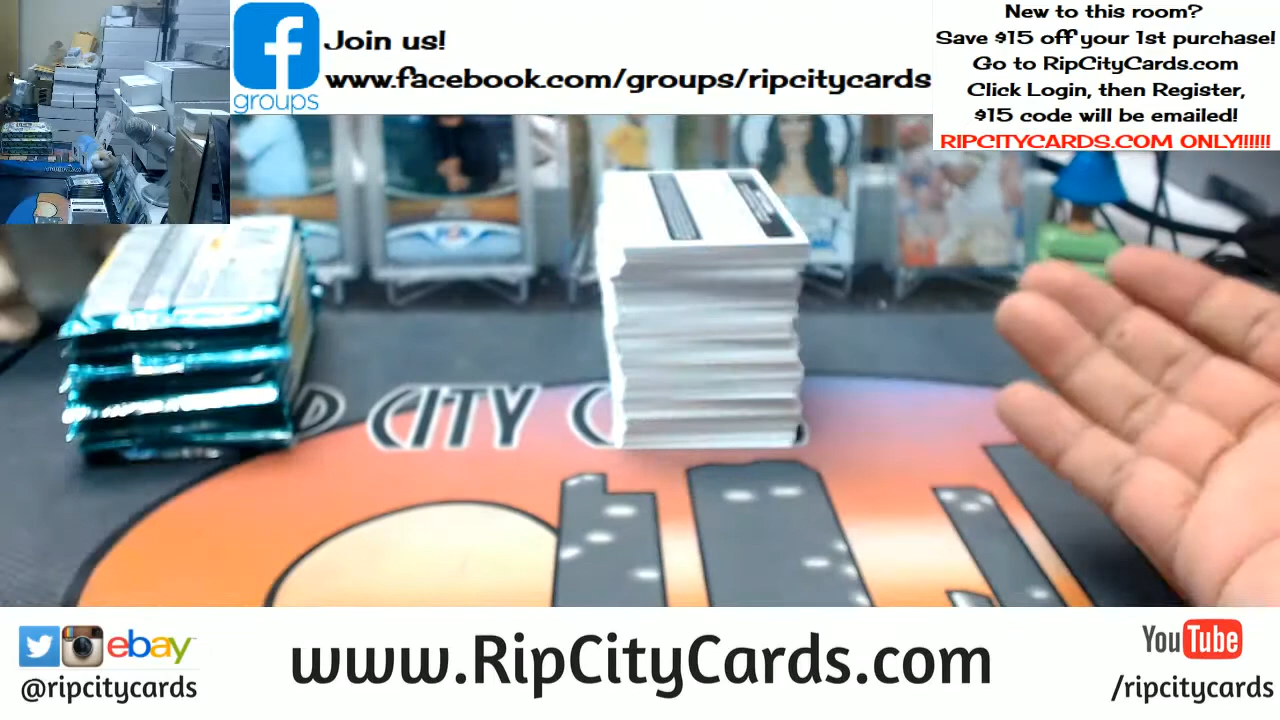 Join us!
www.facebook.com/groups/ripcitycards
groups
New to this room?
Save $15 off your 1st purchase!
Go to RipCityCards.com
Click Login, then Register,
$15 code will be emailed!
RIPCITYCARDS.COM ONLY!!!!!!
CITY
ebay
@ripcitycards
www.RipCityCards.com
YouTube
/ripcitycards